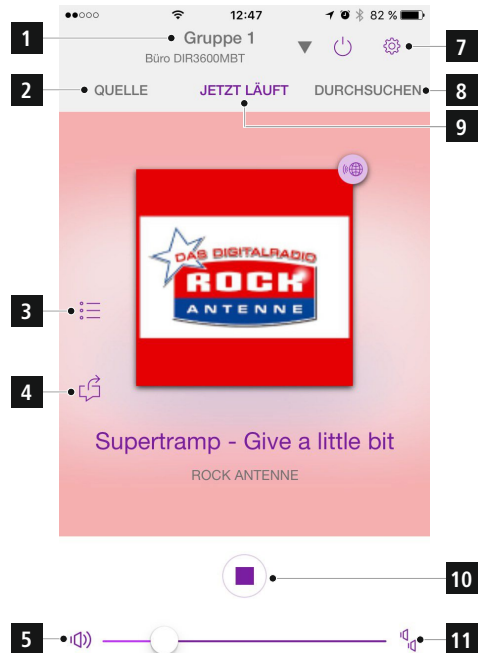 12:47
82 %
1
Gruppe 1
Büro DIR3600MBT
7
2
QUELLE
JETZT LÄUFT
DURCHSUCHEN
8
9
DAS DIGITALRADIO
ROCK
ANTENNE
3
4
Supertramp - Give a little bit
ROCK ANTENNE
10
5
11